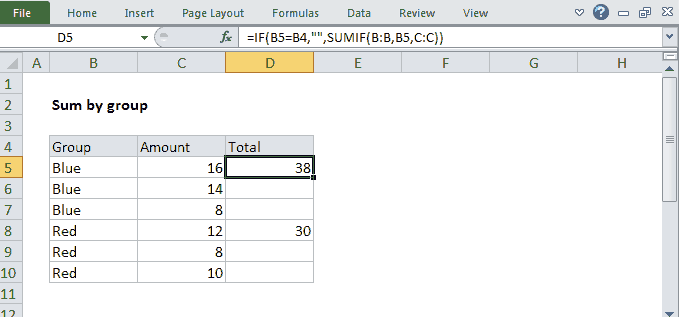 File Home Insert Page Layout Formulas Data Review View
D5 fx =IF(B5=B4,"",SUMIF(B:B,B5,C:C))
A B C D E F G H
1
2 Sum by group
3
4 Group Amount Total
5 Blue 16 38
6 Blue 14
7 Blue 8
8 Red 12 30
9 Red 8
10 Red 10
11
12